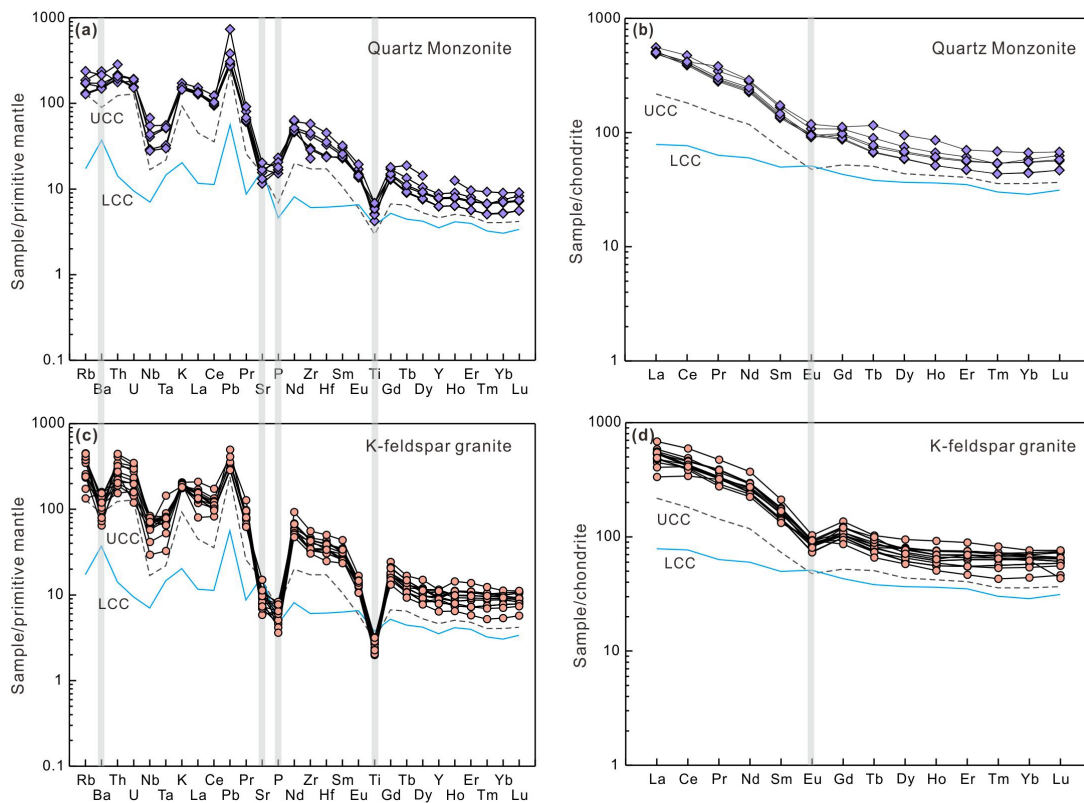 (a)
Quartz Monzonite
Sample/primitive mantle
1000
100
10
1
0.1
UCC
LCC
Rb Th Nb K Ce Pr P Zr Sm Ti Tb Y Er Yb
Ba U Ta La Pb Sr Nd Hf Eu Gd Dy Ho Tm Lu
(b)
Quartz Monzonite
Sample/chondrite
1000
100
10
1
UCC
LCC
La Ce Pr Nd Sm Eu Gd Tb Dy Ho Er Tm Yb Lu
(c)
K-feldspar granite
Sample/primitive mantle
1000
100
10
1
0.1
UCC
LCC
Rb Th Nb K Ce Pr P Zr Sm Ti Tb Y Er Yb
Ba U Ta La Pb Sr Nd Hf Eu Gd Dy Ho Tm Lu
(d)
K-feldspar granite
Sample/chondrite
1000
100
10
1
UCC
LCC
La Ce Pr Nd Sm Eu Gd Tb Dy Ho Er Tm Yb Lu